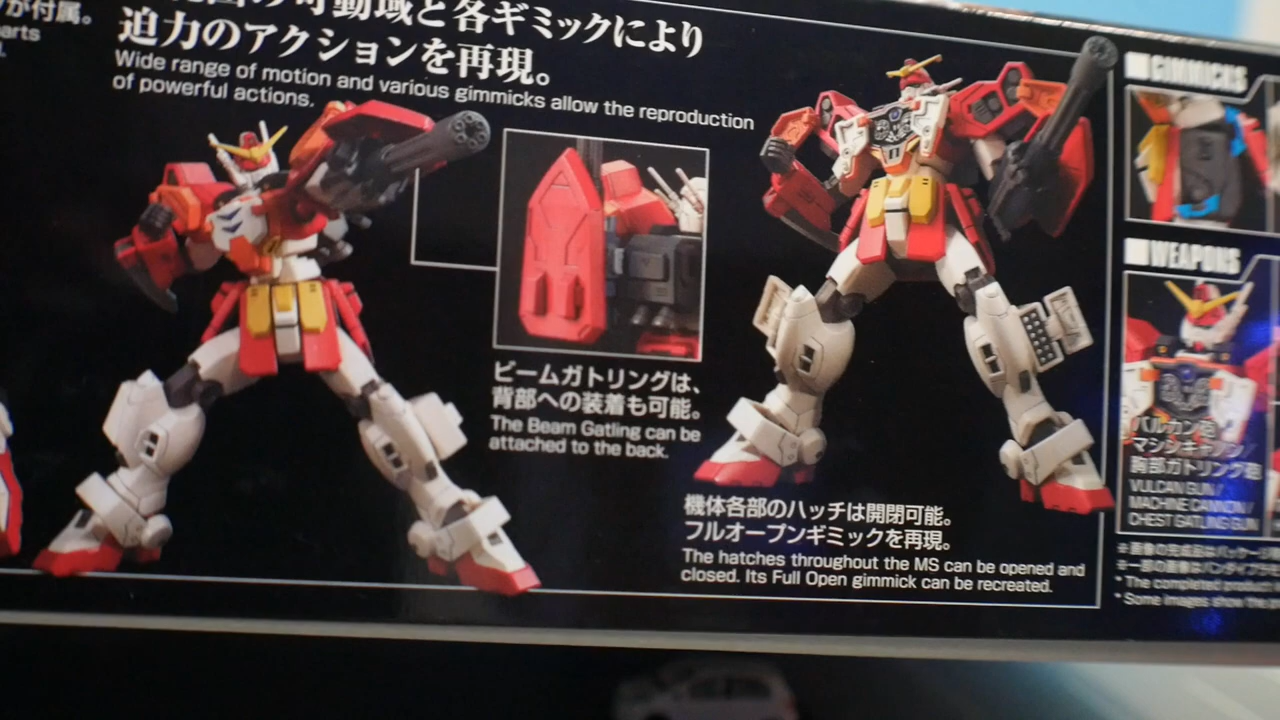 が付属。
arts
の可動域と各ギミックにより
迫力のアクションを再現。
Wide range of motion and various gimmicks allow the reproduction
of powerful actions.
ビームガトリングは、
背部への装着も可能。
The Beam Gatling can be
attached to the back.
機体各部のハッチは開閉可能。
フルオープンギミックを再現。
The hatches throughout the MS can be opened and
closed. Its Full Open gimmick can be recreated.
GIMMICKS
WEAPONS
バルカン砲/
マシンキャノン/
胸部ガトリング砲
VULCAN GUN /
MACHINE CANNON /
CHEST GATLING GUN
※画像の完成品はパッケージ
※一部の画像はバンダイ
* The completed product
* Some images show the